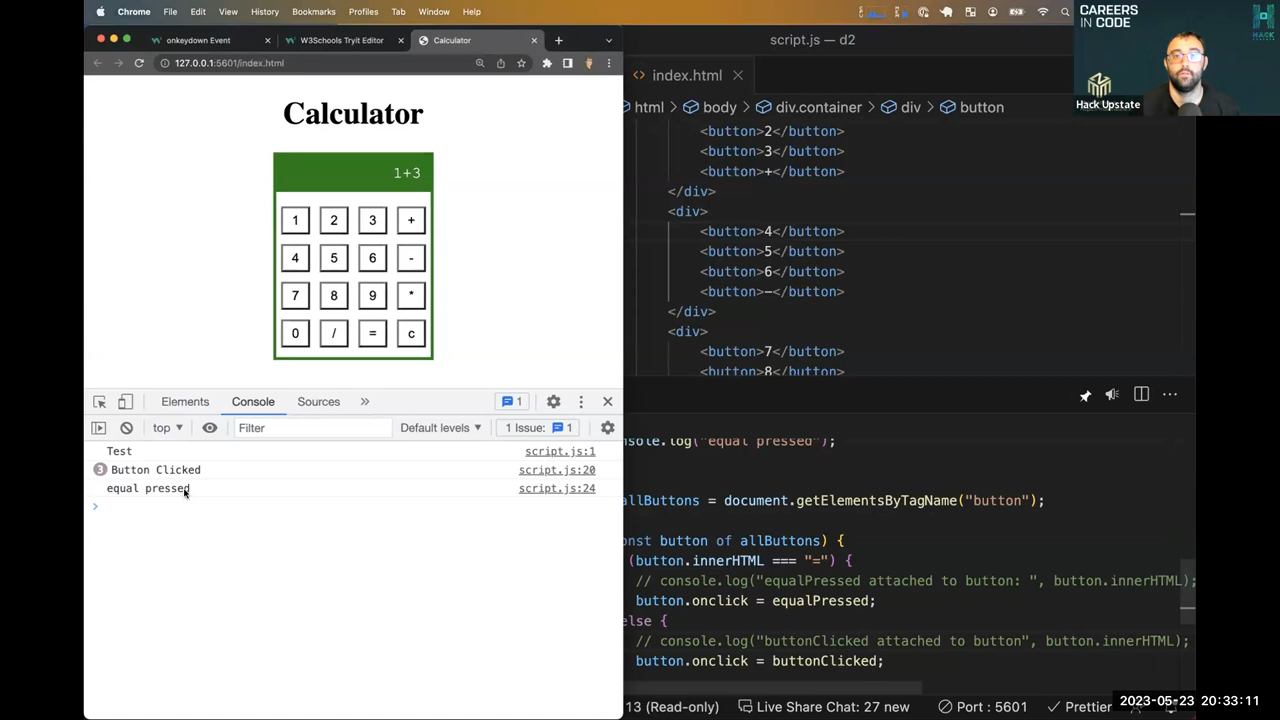 Chrome File Edit View History Bookmarks Profiles Tab Window Help
CAREERS
IN CODE
HACK
UPSTATE
Hack Upstate
onkeydown Event
W3Schools Tryit Editor
Calculator
127.0.0.1:5601/index.html
Calculator
1+3
1 2 3 +
4 5 6 -
7 8 9 *
0 / = c
Elements Console Sources » 1
top Filter Default levels 1 Issue: 1
Test script.js:1
3 Button Clicked script.js:20
equal pressed script.js:24
>
script.js — d2
<> index.html
html > body > div.container > div > button
<button>2</button>
<button>3</button>
<button>+</button>
</div>
<div>
<button>4</button>
<button>5</button>
<button>6</button>
<button>−</button>
</div>
<div>
<button>7</button>
<button>8</button>
nsole.log("equal pressed");
allButtons = document.getElementsByTagName("button");
onst button of allButtons) {
(button.innerHTML === "=") {
// console.log("equalPressed attached to button: ", button.innerHTML);
button.onclick = equalPressed;
else {
// console.log("buttonClicked attached to button", button.innerHTML);
button.onclick = buttonClicked;
13 (Read-only) Live Share Chat: 27 new Port : 5601 Prettier
2023-05-23 20:33:11